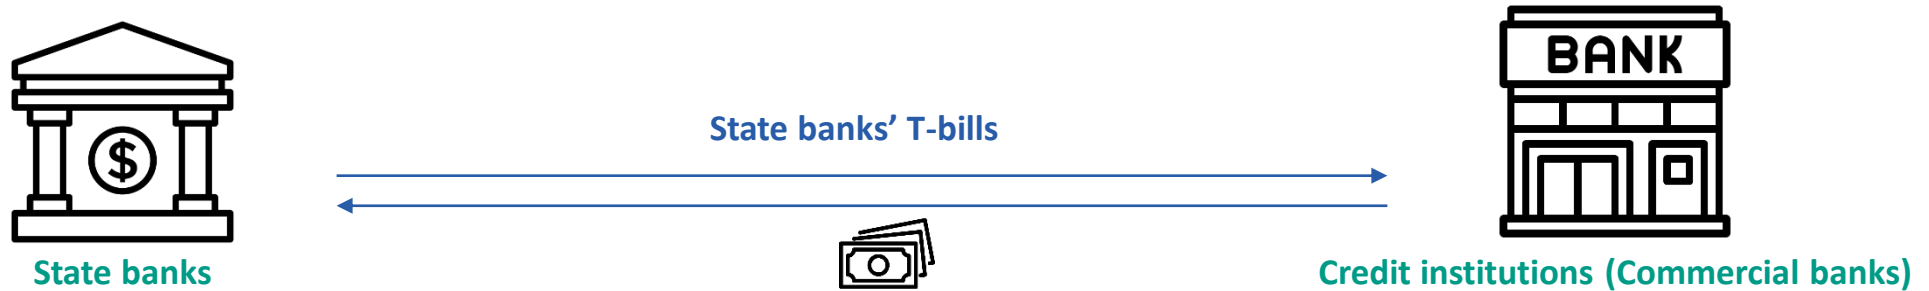 BANK
State banks’ T-bills
$
State banks
Credit institutions (Commercial banks)